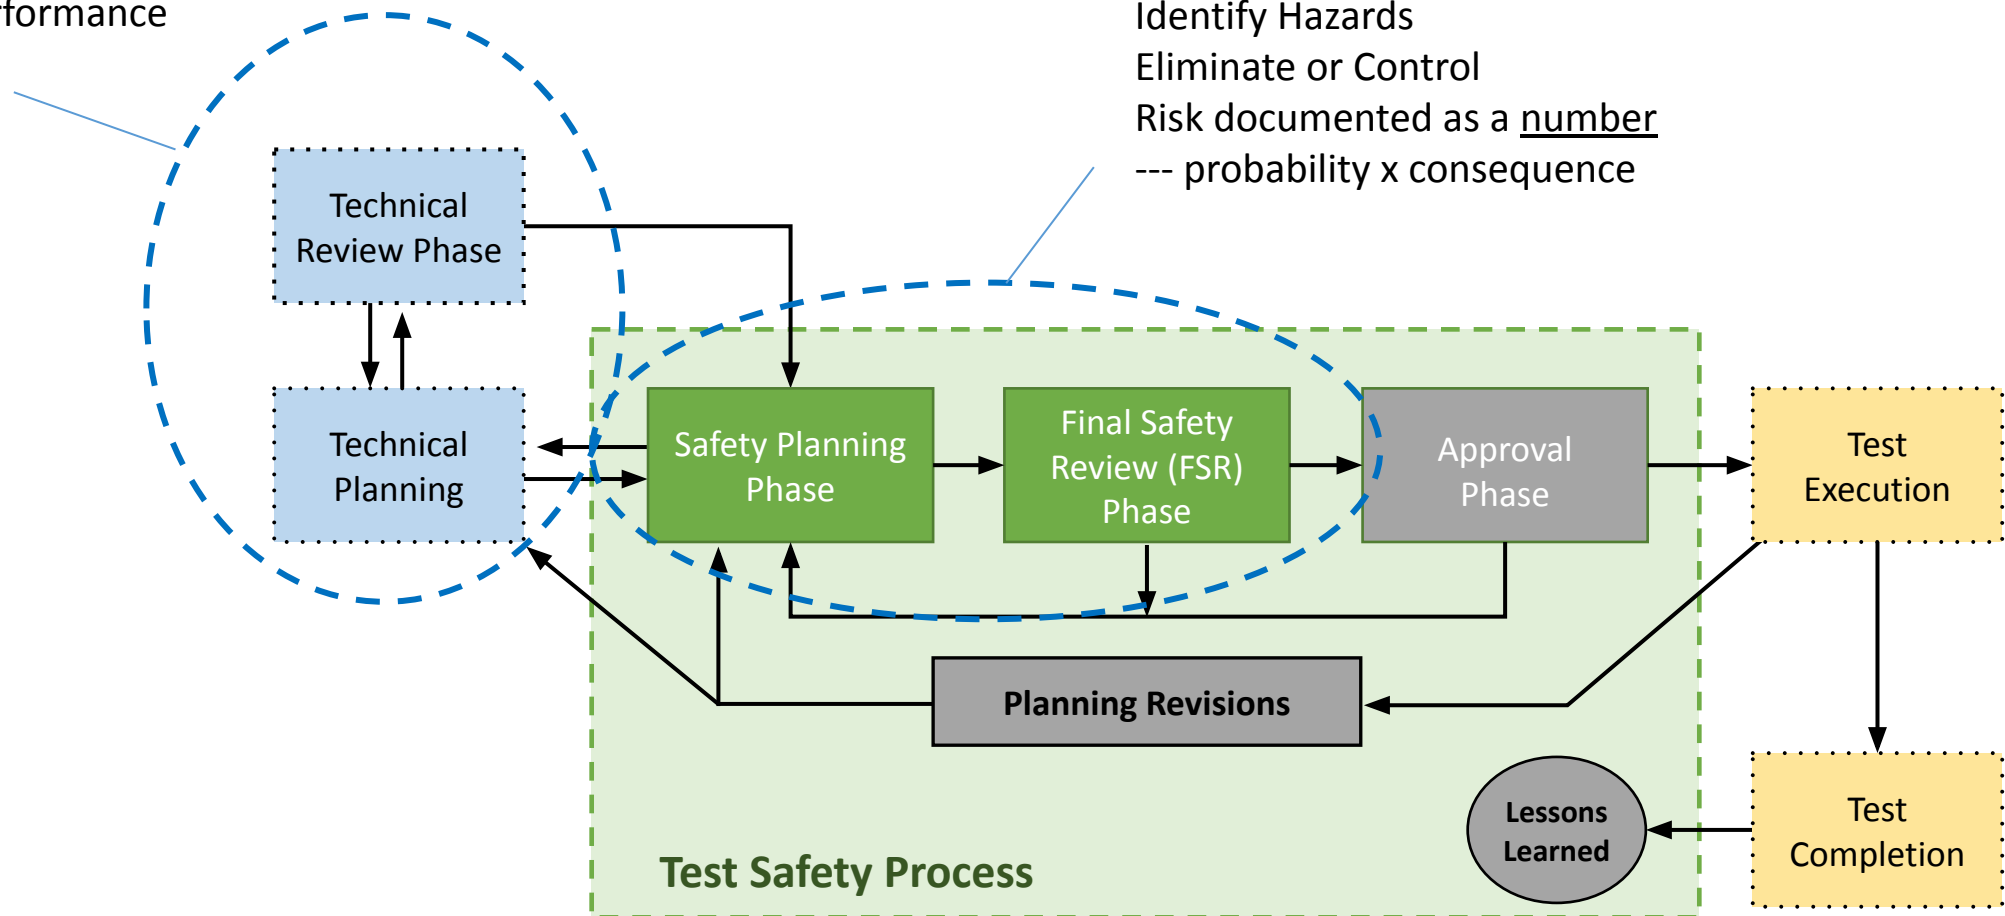 Identify Hazards
Eliminate or Control
Risk documented as a number
--- probability x consequence
Technical
Review Phase
Technical
Planning
Safety Planning
Phase
Final Safety
Review (FSR)
Phase
Approval
Phase
Test
Execution
Planning Revisions
Lessons
Learned
Test
Completion
Test Safety Process